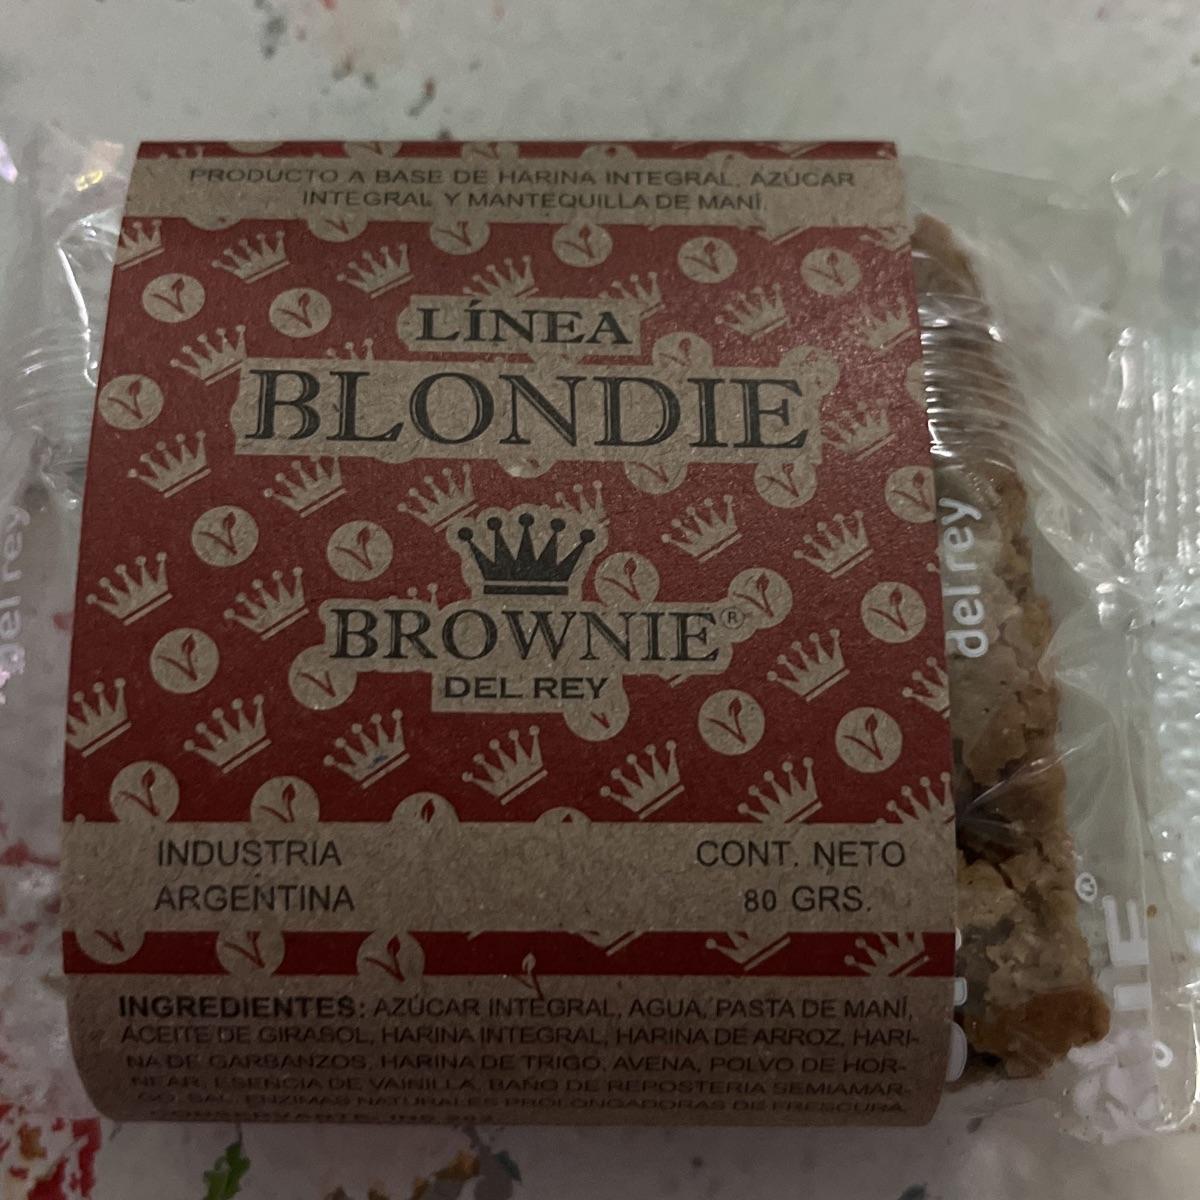 PRODUCTO A BASE DE HARINA INTEGRAL, AZÚCAR
INTEGRAL Y MANTEQUILLA DE MANÍ.
LÍNEA
BLONDIE
BROWNIE®
DEL REY
INDUSTRIA
ARGENTINA
CONT. NETO
80 GRS.
INGREDIENTES: AZÚCAR INTEGRAL, AGUA, PASTA DE MANÍ,
ACEITE DE GIRASOL, HARINA INTEGRAL, HARINA DE ARROZ, HARI-
NA DE GARBANZOS, HARINA DE TRIGO, AVENA, POLVO DE HOR-
NEAR, ESENCIA DE VAINILLA, BAÑO DE REPOSTERIA SEMIAMAR-
GO, SAL, ENZIMAS NATURALES PROLONGADORAS DE FRESCURA,
CONSERVANTE: INS 282
del rey
del rey